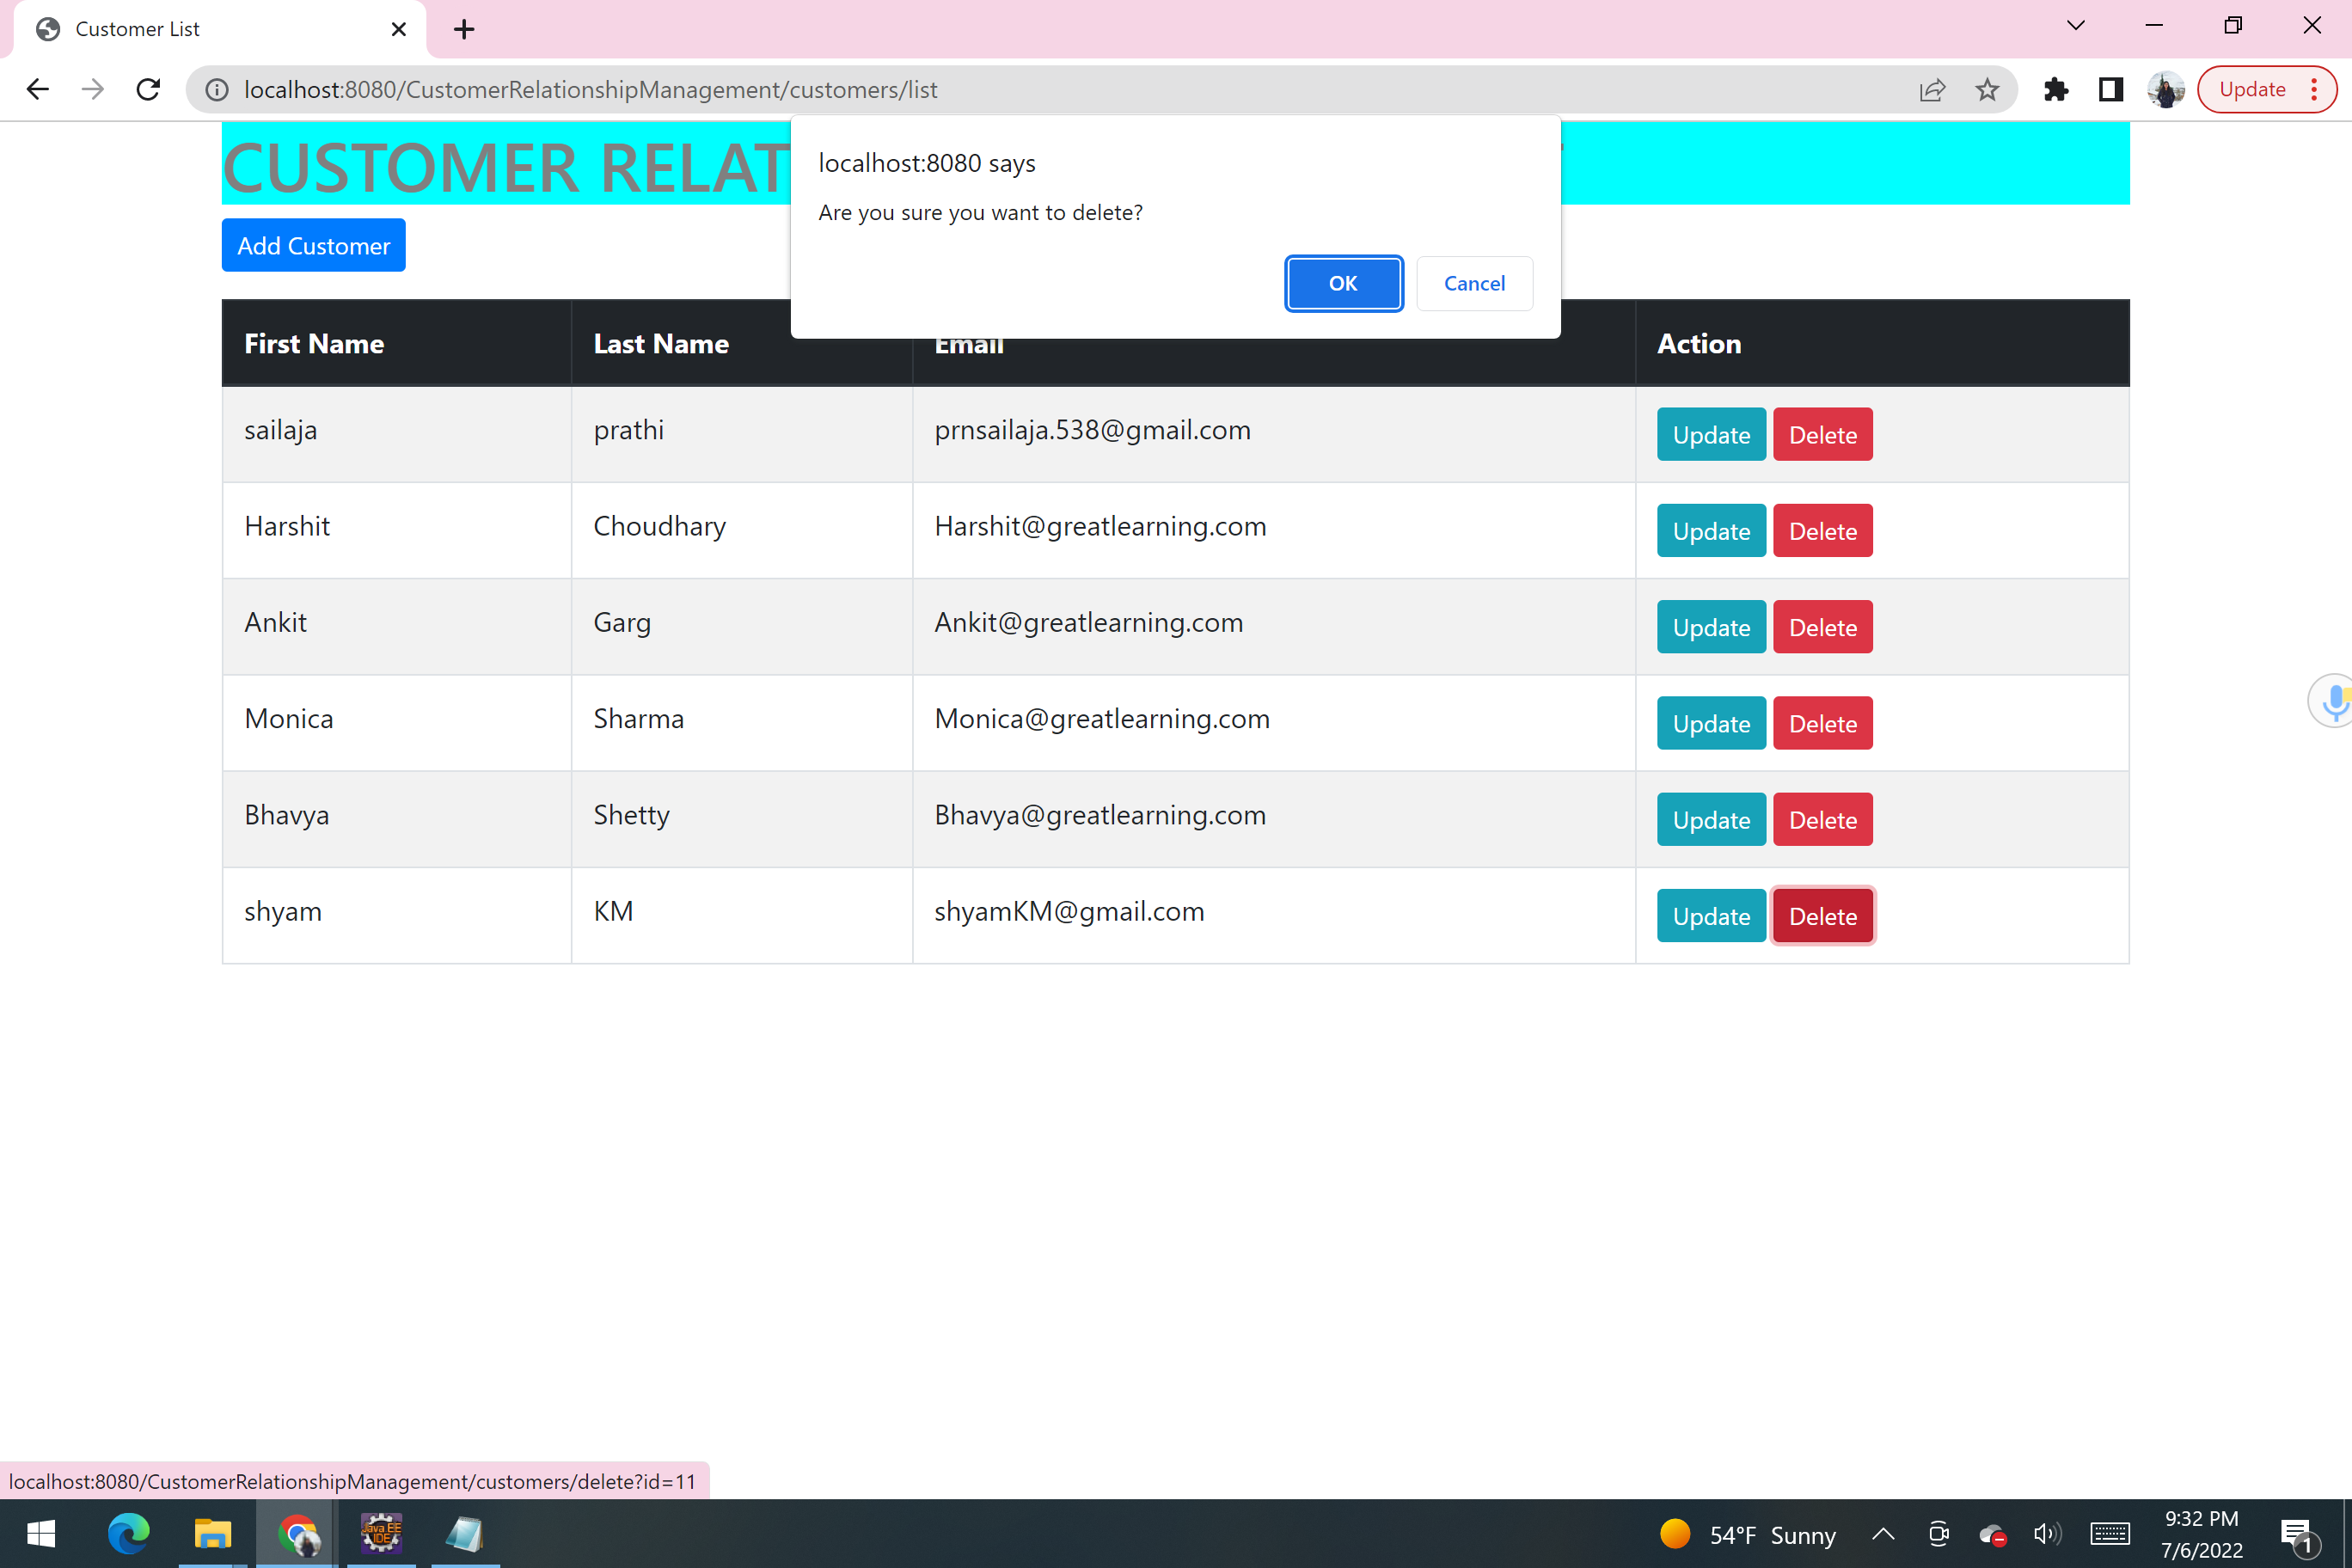 Customer List
localhost:8080/CustomerRelationshipManagement/customers/list
Update
localhost:8080 says
Are you sure you want to delete?
OK Cancel
CUSTOMER RELAT
Add Customer
First Name Last Name Email Action
sailaja prathi prnsailaja.538@gmail.com Update Delete
Harshit Choudhary Harshit@greatlearning.com Update Delete
Ankit Garg Ankit@greatlearning.com Update Delete
Monica Sharma Monica@greatlearning.com Update Delete
Bhavya Shetty Bhavya@greatlearning.com Update Delete
shyam KM shyamKM@gmail.com Update Delete
localhost:8080/CustomerRelationshipManagement/customers/delete?id=11
Java EE
IDE
54°F Sunny
9:32 PM
7/6/2022
1